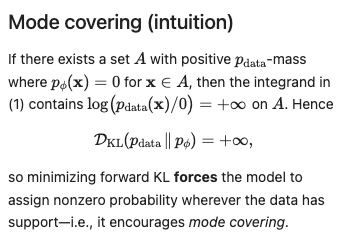 Mode covering (intuition)
If there exists a set A with positive p_data-mass
where p_ϕ(x) = 0 for x ∈ A, then the integrand in
(1) contains log(p_data(x)/0) = +∞ on A. Hence
𝒟_KL(p_data ∥ p_ϕ) = +∞,
so minimizing forward KL forces the model to
assign nonzero probability wherever the data has
support—i.e., it encourages mode covering.